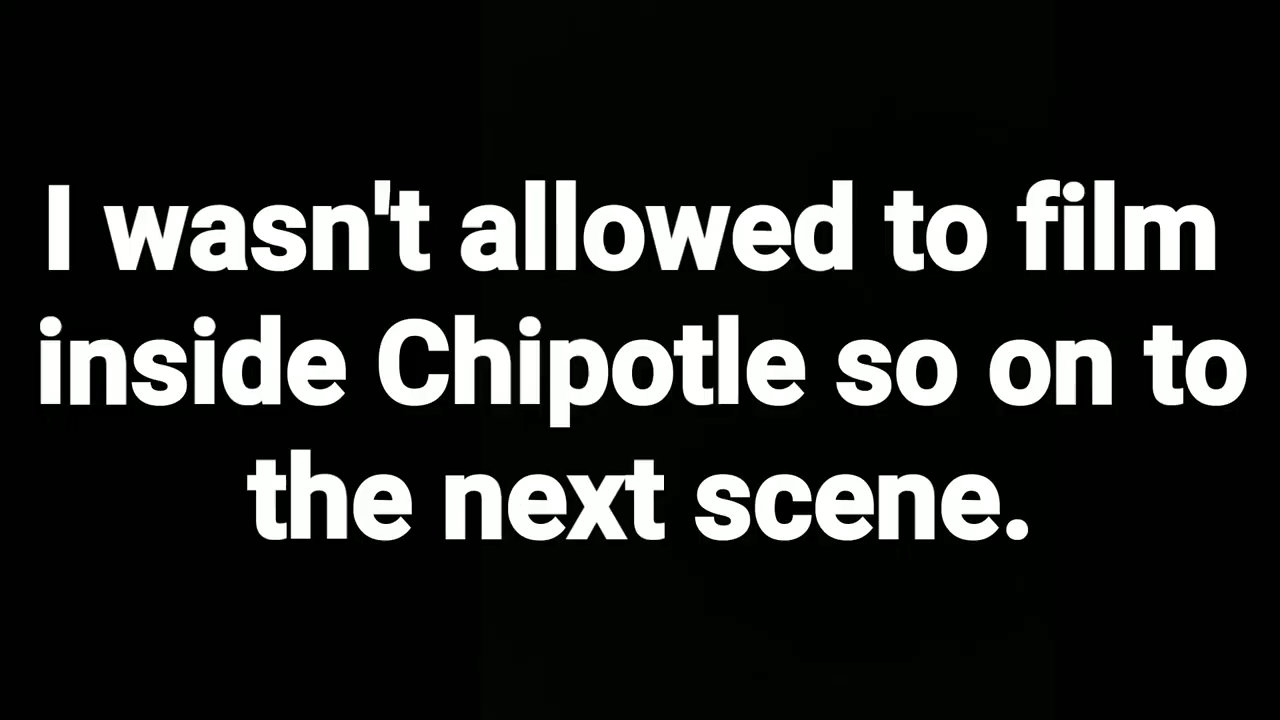 I wasn't allowed to film
inside Chipotle so on to
the next scene.